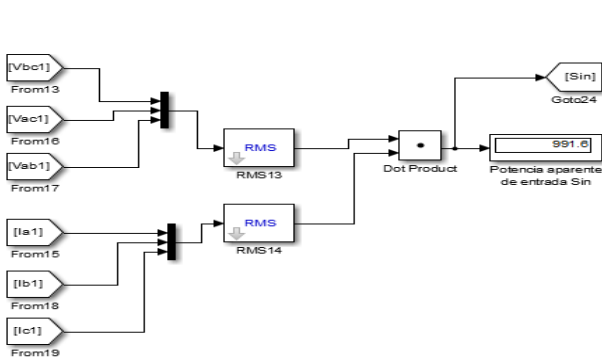 [Vbc1]
From13
[Vac1]
From16
[Vab1]
From17
RMS
RMS13
[Ia1]
From15
[Ib1]
From18
[Ic1]
From19
RMS
RMS14
Dot Product
[Sin]
Goto24
991.6
Potencia aparente
de entrada Sin